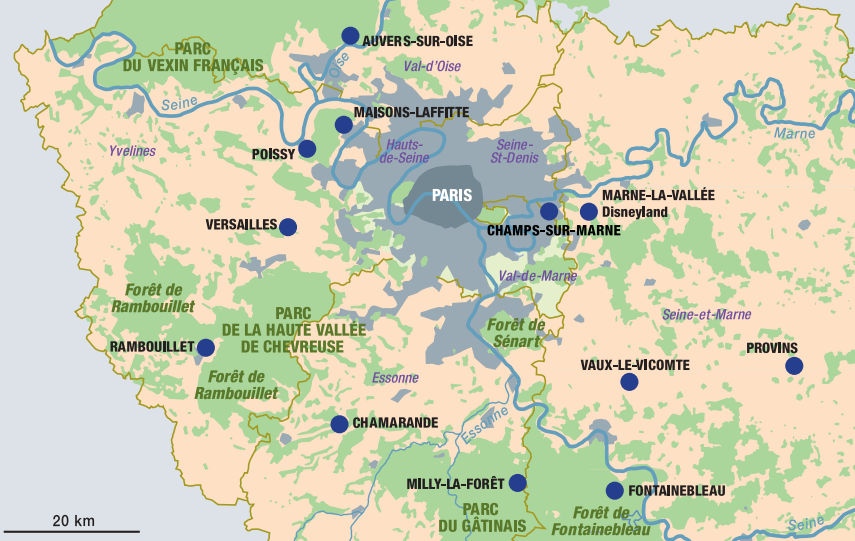 AUVERS-SUR-OISE
PARC
DU VEXIN FRANÇAIS
Oise
Val-d'Oise
Seine
MAISONS-LAFFITTE
Marne
Yvelines
POISSY
Hauts-
de-Seine
Seine-
St-Denis
PARIS
MARNE-LA-VALLÉE
Disneyland
VERSAILLES
CHAMPS-SUR-MARNE
Val-de-Marne
Forêt de
Rambouillet
PARC
DE LA HAUTE VALLÉE
DE CHEVREUSE
Seine-et-Marne
Forêt de
Sénart
RAMBOUILLET
PROVINS
VAUX-LE-VICOMTE
Essonne
Forêt de
Rambouillet
CHAMARANDE
Essonne
MILLY-LA-FORÊT
FONTAINEBLEAU
PARC
DU GÂTINAIS
Forêt de
Fontainebleau
Seine
20 km